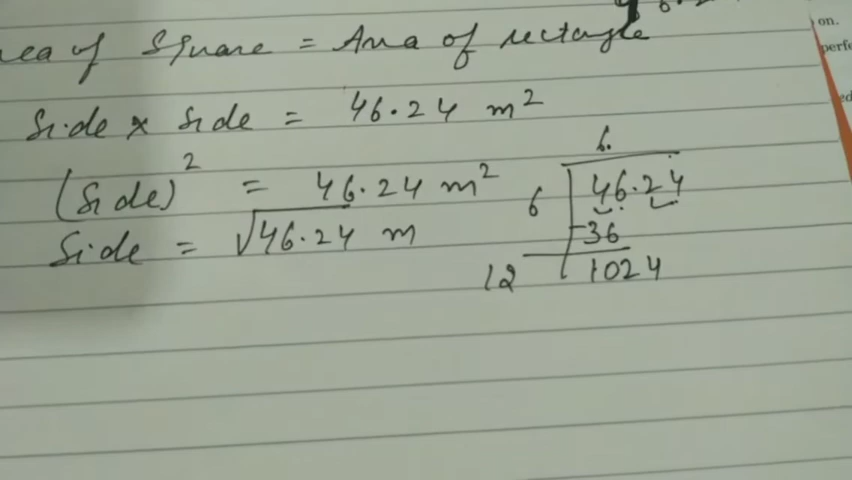 of Square = Area of rectangle
Side × Side = 46.24 m²
(Side)² = 46.24 m²
Side = √46.24 m
6.
6 46.24
-36
12 1024
on.